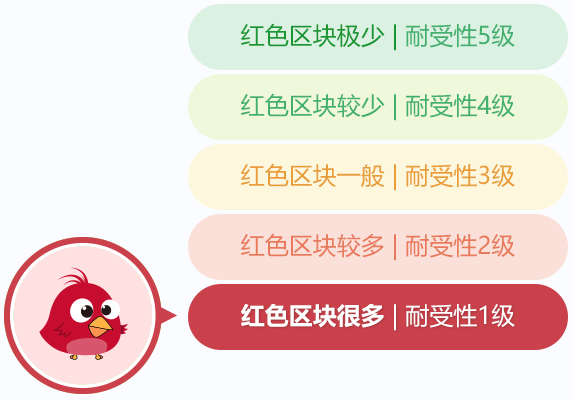 红色区块极少 | 耐受性5级
红色区块较少 | 耐受性4级
红色区块一般 | 耐受性3级
红色区块较多 | 耐受性2级
红色区块很多 | 耐受性1级